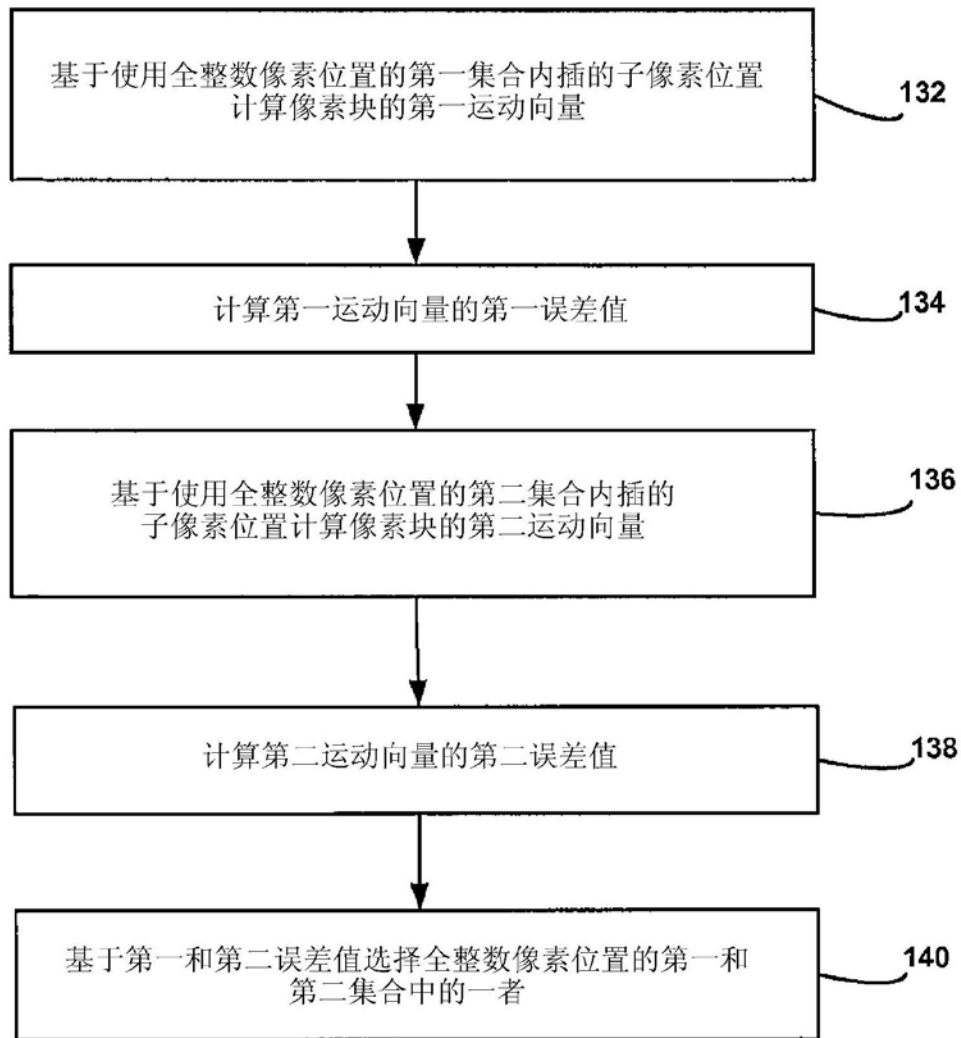 基于使用全整数像素位置的第一集合内插的子像素位置
计算像素块的第一运动向量
132
计算第一运动向量的第一误差值
134
基于使用全整数像素位置的第二集合内插的
子像素位置计算像素块的第二运动向量
136
计算第二运动向量的第二误差值
138
基于第一和第二误差值选择全整数像素位置的第一和
第二集合中的一者
140